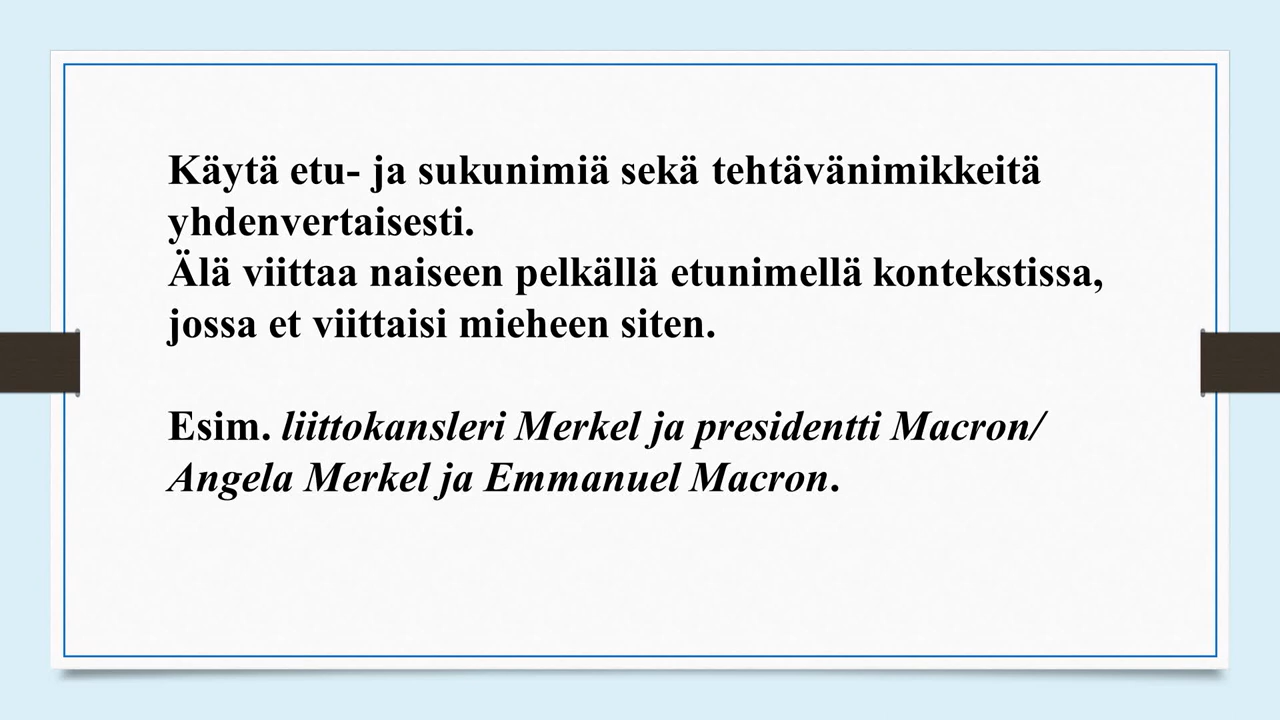 Käytä etu- ja sukunimiä sekä tehtävänimikkeitä
yhdenvertaisesti.
Älä viittaa naiseen pelkällä etunimellä kontekstissa,
jossa et viittaisi mieheen siten.
Esim. liittokansleri Merkel ja presidentti Macron/
Angela Merkel ja Emmanuel Macron.